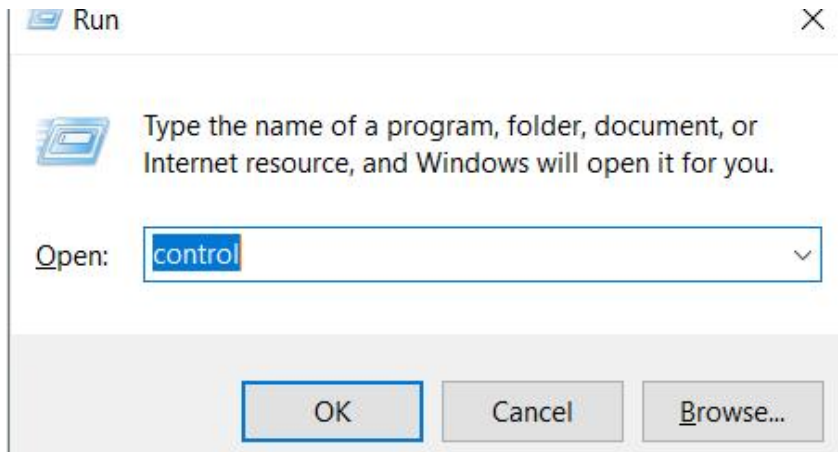 Run
Type the name of a program, folder, document, or
Internet resource, and Windows will open it for you.
Open: control
OK Cancel Browse...